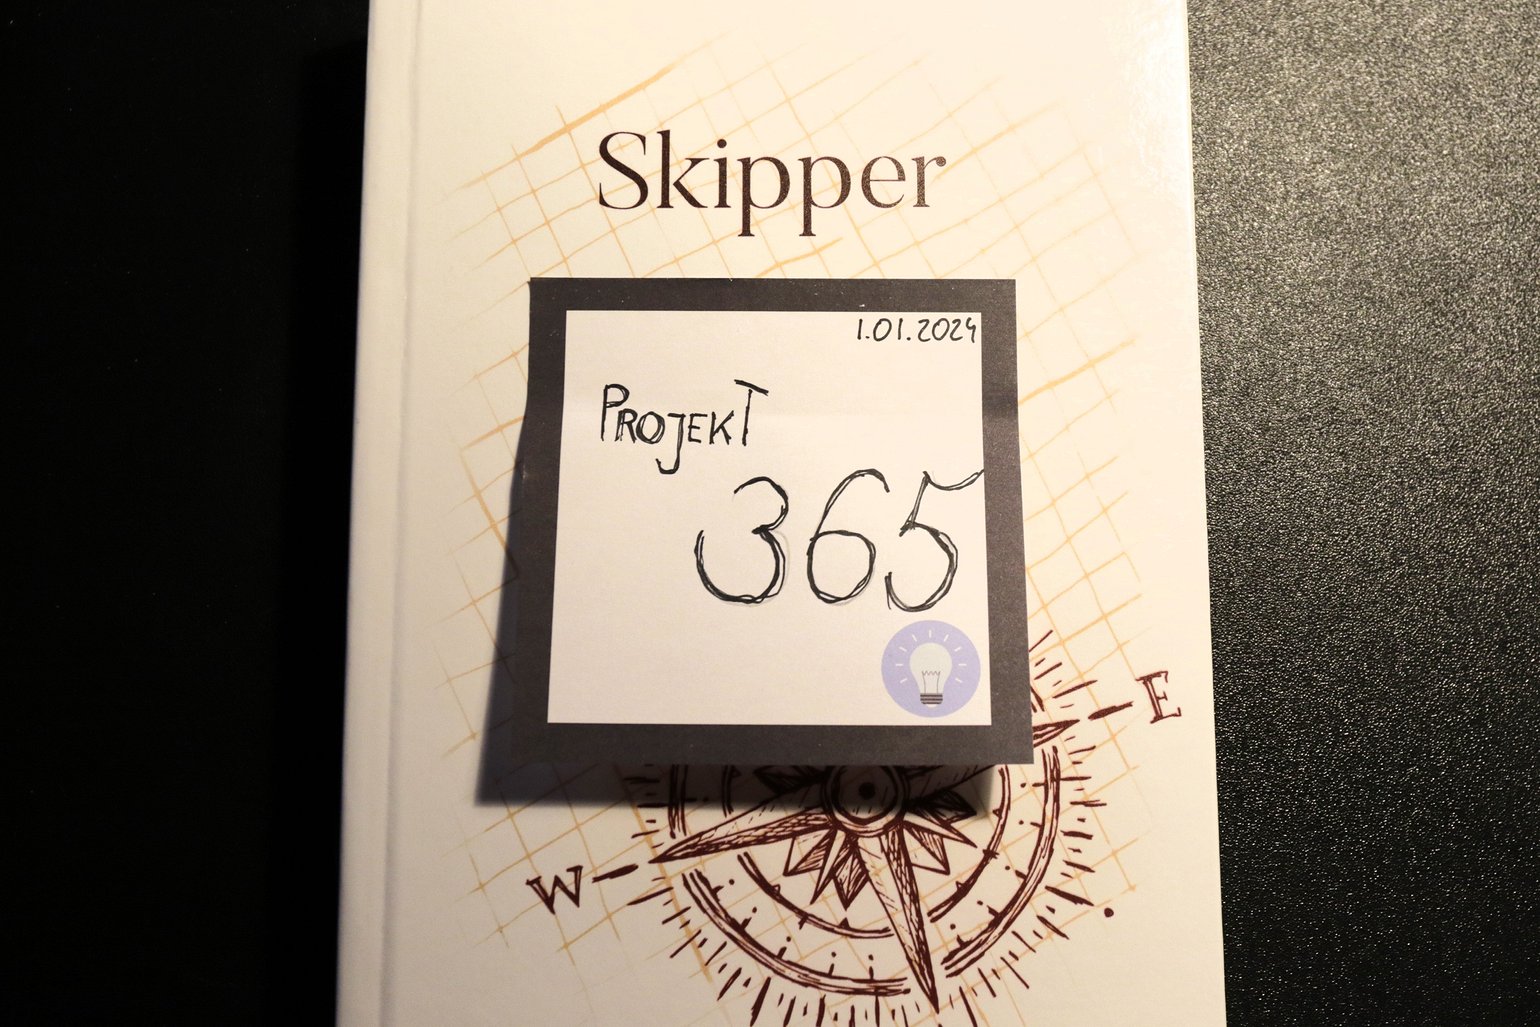 Skipper
1.01.2024
PROJEKT
365
E
W